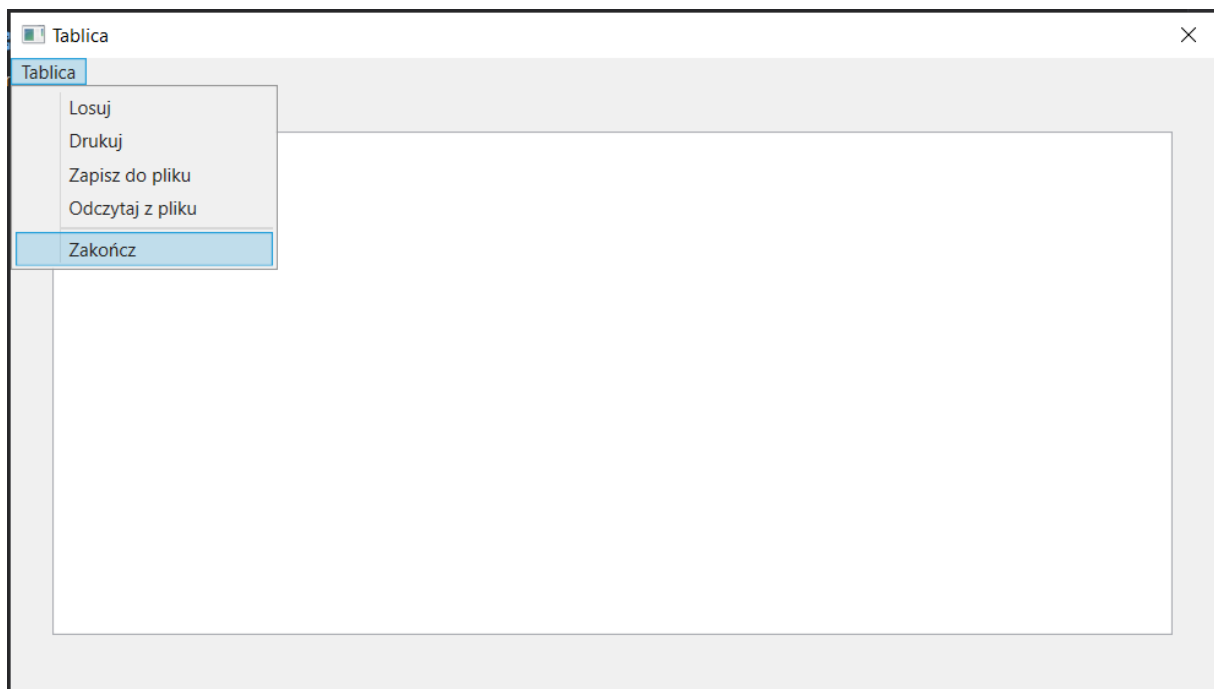 Tablica
Tablica
Losuj
Drukuj
Zapisz do pliku
Odczytaj z pliku
Zakończ